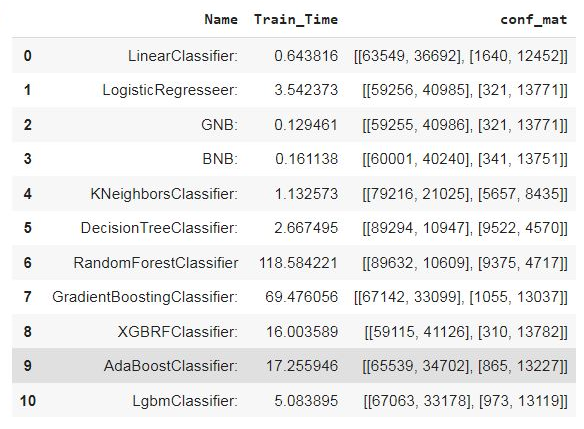 Name Train_Time conf_mat
0 LinearClassifier: 0.643816 [[63549, 36692], [1640, 12452]]
1 LogisticRegresseer: 3.542373 [[59256, 40985], [321, 13771]]
2 GNB: 0.129461 [[59255, 40986], [321, 13771]]
3 BNB: 0.161138 [[60001, 40240], [341, 13751]]
4 KNeighborsClassifier: 1.132573 [[79216, 21025], [5657, 8435]]
5 DecisionTreeClassifier: 2.667495 [[89294, 10947], [9522, 4570]]
6 RandomForestClassifier 118.584221 [[89632, 10609], [9375, 4717]]
7 GradientBoostingClassifier: 69.476056 [[67142, 33099], [1055, 13037]]
8 XGBRFClassifier: 16.003589 [[59115, 41126], [310, 13782]]
9 AdaBoostClassifier: 17.255946 [[65539, 34702], [865, 13227]]
10 LgbmClassifier: 5.083895 [[67063, 33178], [973, 13119]]